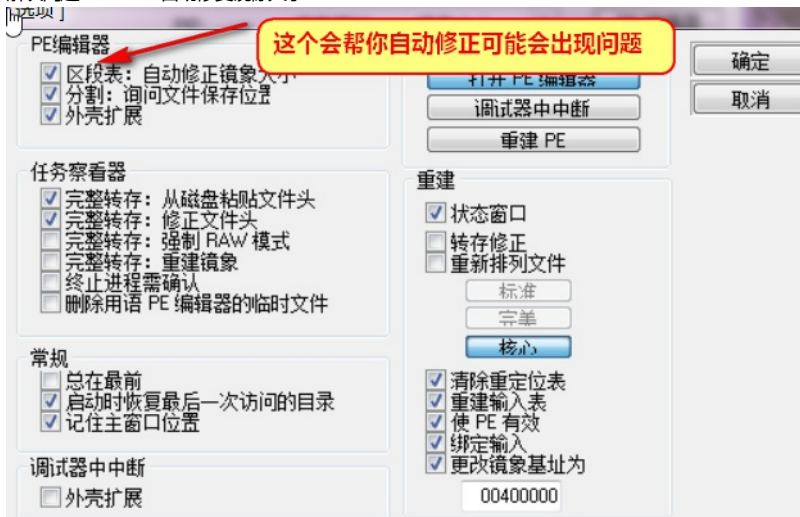 [选项]
这个会帮你自动修正可能会出现问题
PE编辑器
区段表：自动修正镜象大小
分割：询问文件保存位置
外壳扩展
打开 PE 编辑器
调试器中中断
重建 PE
确定
取消
任务察看器
完整转存：从磁盘粘贴文件头
完整转存：修正文件头
完整转存：强制 RAW 模式
完整转存：重建镜象
终止进程需确认
删除用语 PE 编辑器的临时文件
重建
状态窗口
转存修正
重新排列文件
标准
完美
核心
清除重定位表
重建输入表
使 PE 有效
绑定输入
更改镜象基址为
00400000
常规
总在最前
启动时恢复最后一次访问的目录
记住主窗口位置
调试器中中断
外壳扩展